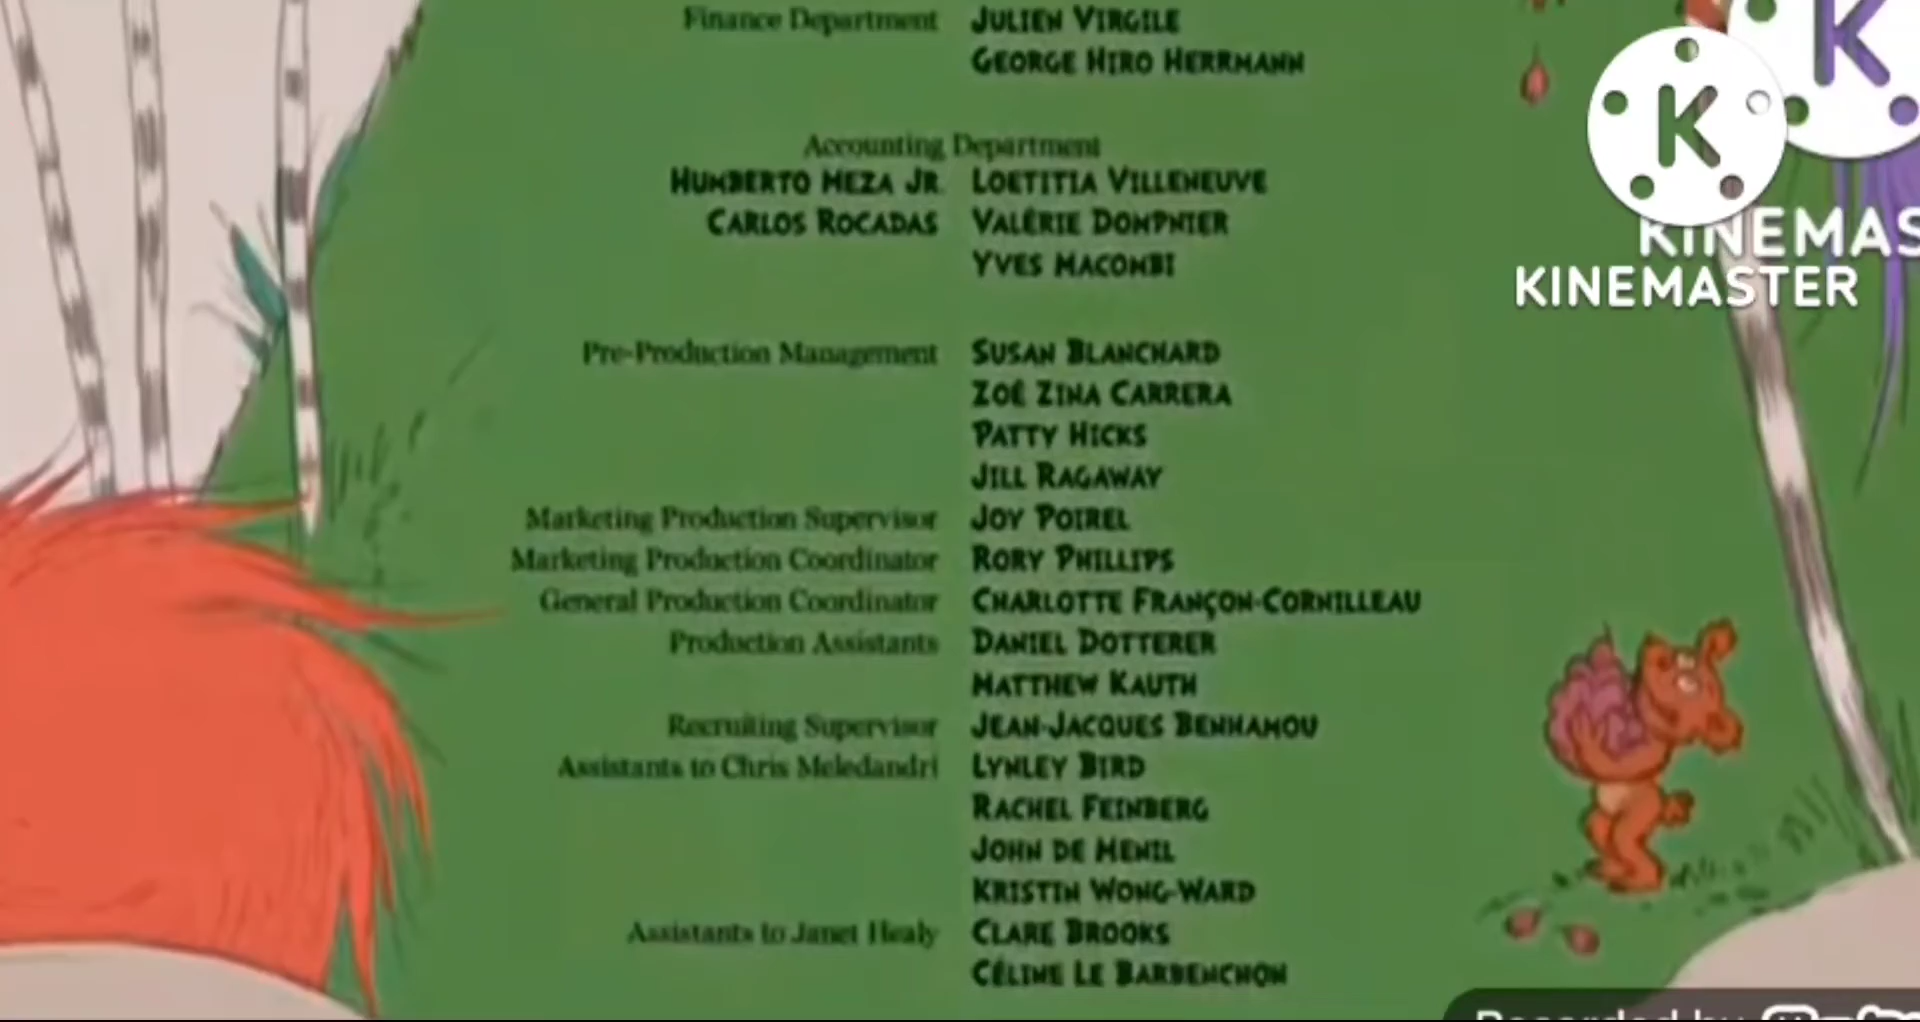 Finance Department JULIEN VIRGILE
GEORGE HIRO HERRMANN
Accounting Department
HUMBERTO MEZA JR. LOETITIA VILLENEUVE
CARLOS ROCADAS VALÉRIE DOMPNIER
YVES MACOMBI
Pre-Production Management SUSAN BLANCHARD
ZOÉ ZINA CARRERA
PATTY HICKS
JILL RAGAWAY
Marketing Production Supervisor JOY POIREL
Marketing Production Coordinator RORY PHILLIPS
General Production Coordinator CHARLOTTE FRANÇON-CORNILLEAU
Production Assistants DANIEL DOTTERER
MATTHEW KAUTH
Recruiting Supervisor JEAN-JACQUES BENHAMOU
Assistants to Chris Meledandri LYNLEY BIRD
RACHEL FEINBERG
JOHN DE MENIL
KRISTIN WONG-WARD
Assistants to Janet Healy CLARE BROOKS
CÉLINE LE BARBENCHON
K
K
KINEMAS
KINEMASTER
Recorded by